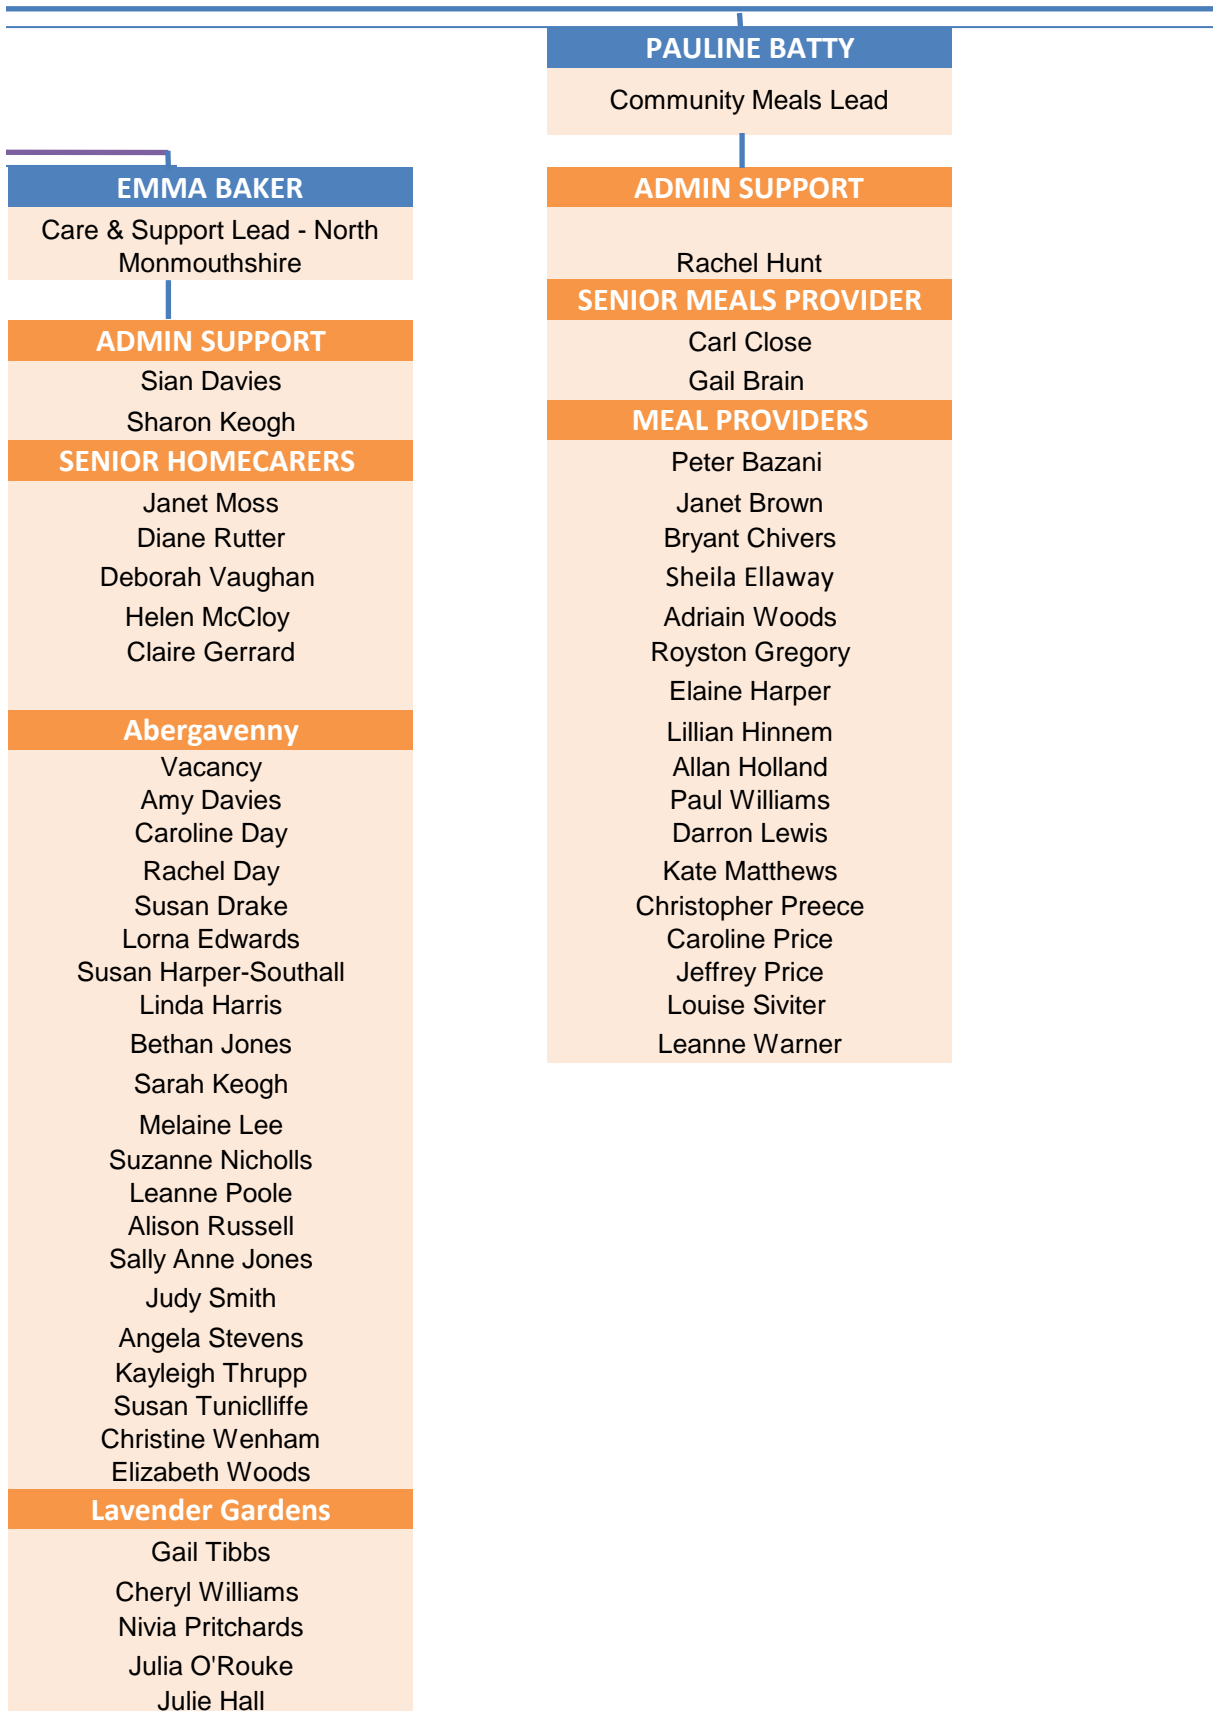 PAULINE BATTY
Community Meals Lead
EMMA BAKER
Care & Support Lead - North
Monmouthshire
ADMIN SUPPORT
Sian Davies
Sharon Keogh
SENIOR HOMECARERS
Janet Moss
Diane Rutter
Deborah Vaughan
Helen McCloy
Claire Gerrard
Abergavenny
Vacancy
Amy Davies
Caroline Day
Rachel Day
Susan Drake
Lorna Edwards
Susan Harper-Southall
Linda Harris
Bethan Jones
Sarah Keogh
Melaine Lee
Suzanne Nicholls
Leanne Poole
Alison Russell
Sally Anne Jones
Judy Smith
Angela Stevens
Kayleigh Thrupp
Susan Tuniclliffe
Christine Wenham
Elizabeth Woods
Lavender Gardens
Gail Tibbs
Cheryl Williams
Nivia Pritchards
Julia O'Rouke
Julie Hall
ADMIN SUPPORT
Rachel Hunt
SENIOR MEALS PROVIDER
Carl Close
Gail Brain
MEAL PROVIDERS
Peter Bazani
Janet Brown
Bryant Chivers
Sheila Ellaway
Adriain Woods
Royston Gregory
Elaine Harper
Lillian Hinnem
Allan Holland
Paul Williams
Darron Lewis
Kate Matthews
Christopher Preece
Caroline Price
Jeffrey Price
Louise Siviter
Leanne Warner